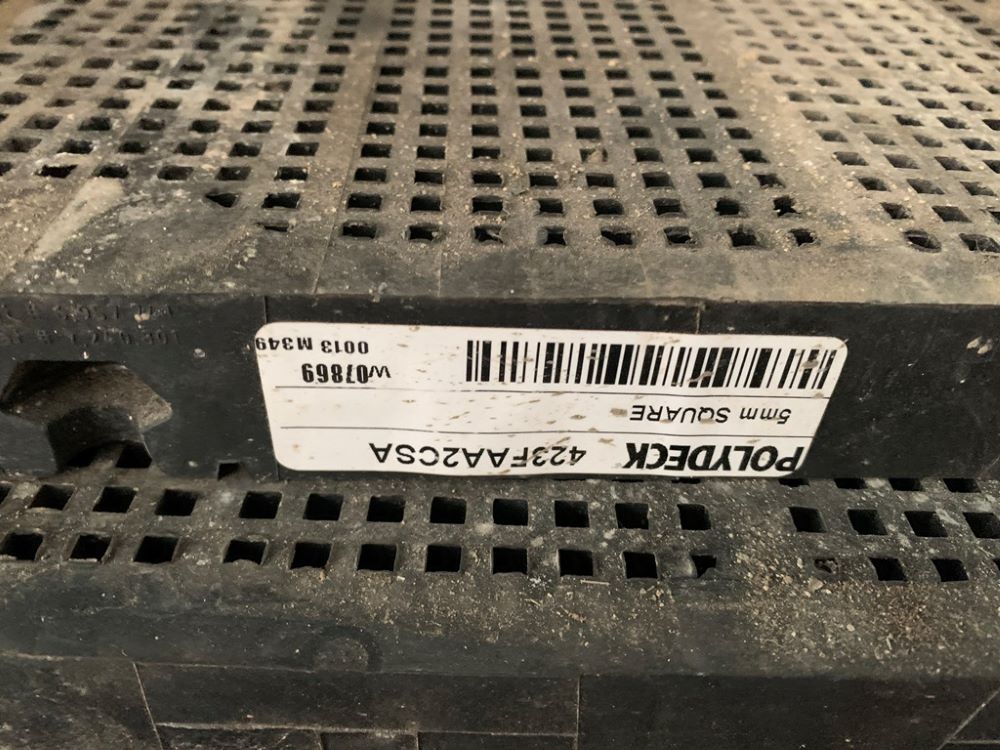 POLYDECK 423FAA2CSA
5mm SQUARE
W07869
0013 M349